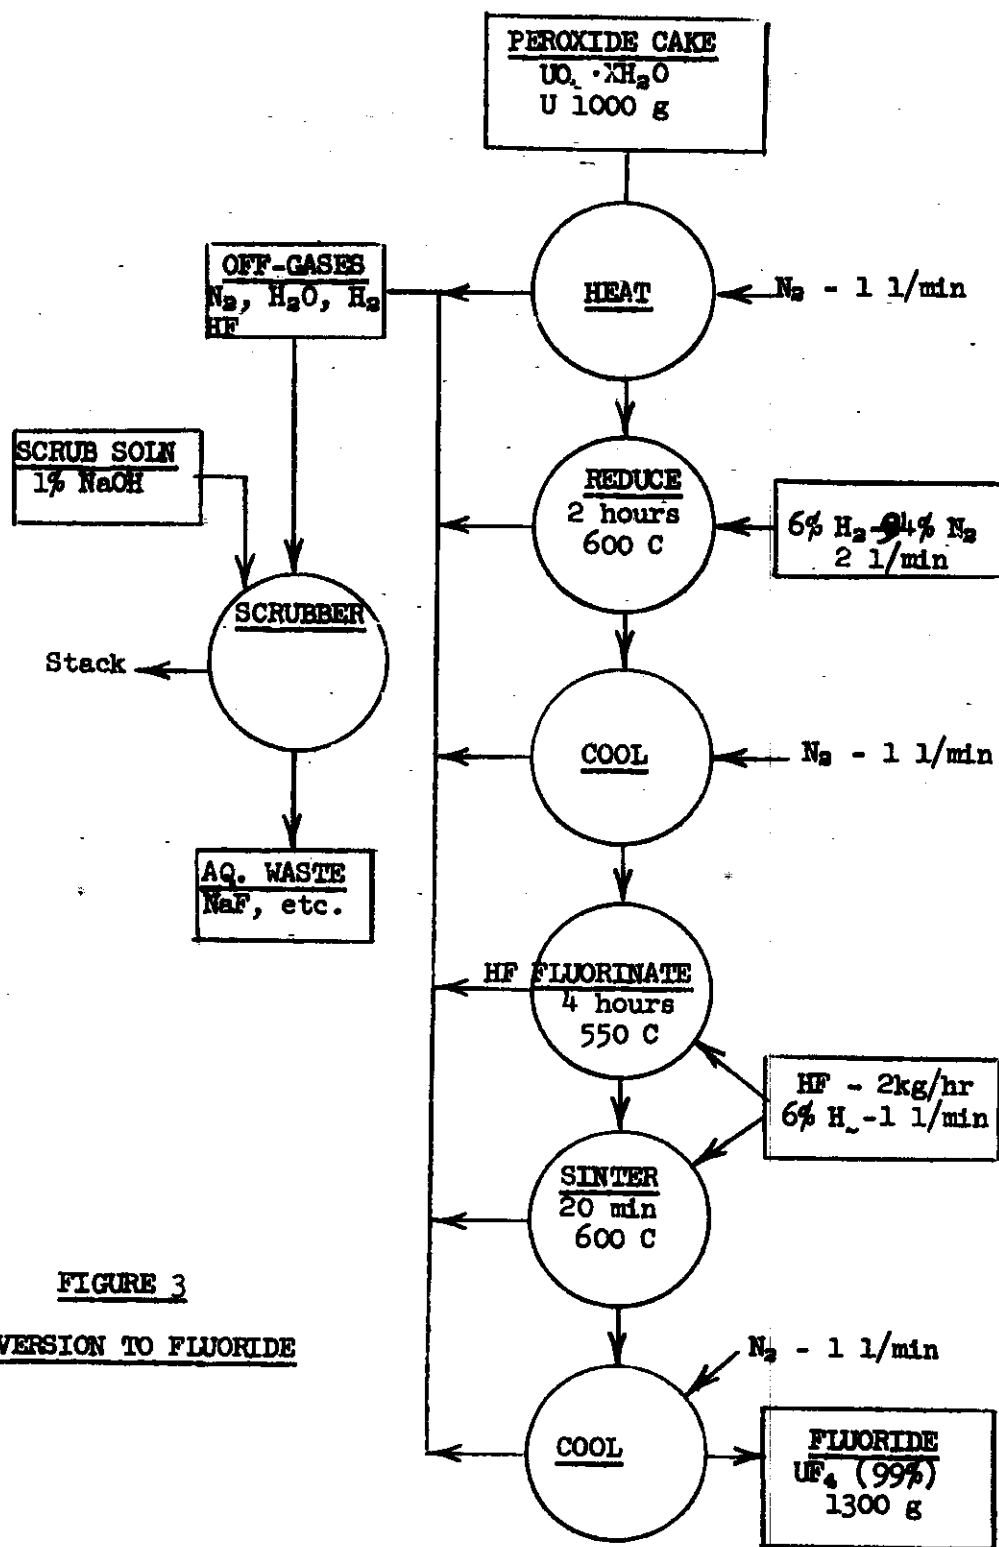 PEROXIDE CAKE
UO. ·XH₂O
U 1000 g
OFF-GASES
N₂, H₂O, H₂
HF
HEAT
N₂ - 1 l/min
SCRUB SOLN
1% NaOH
REDUCE
2 hours
600 C
6% H₂-94% N₂
2 l/min
SCRUBBER
Stack
COOL
N₂ - 1 l/min
AQ. WASTE
NaF, etc.
HF FLUORINATE
4 hours
550 C
HF - 2kg/hr
6% H -1 l/min
SINTER
20 min
600 C
FIGURE 3
VERSION TO FLUORIDE
N₂ - 1 l/min
COOL
FLUORIDE
UF₄ (99%)
1300 g